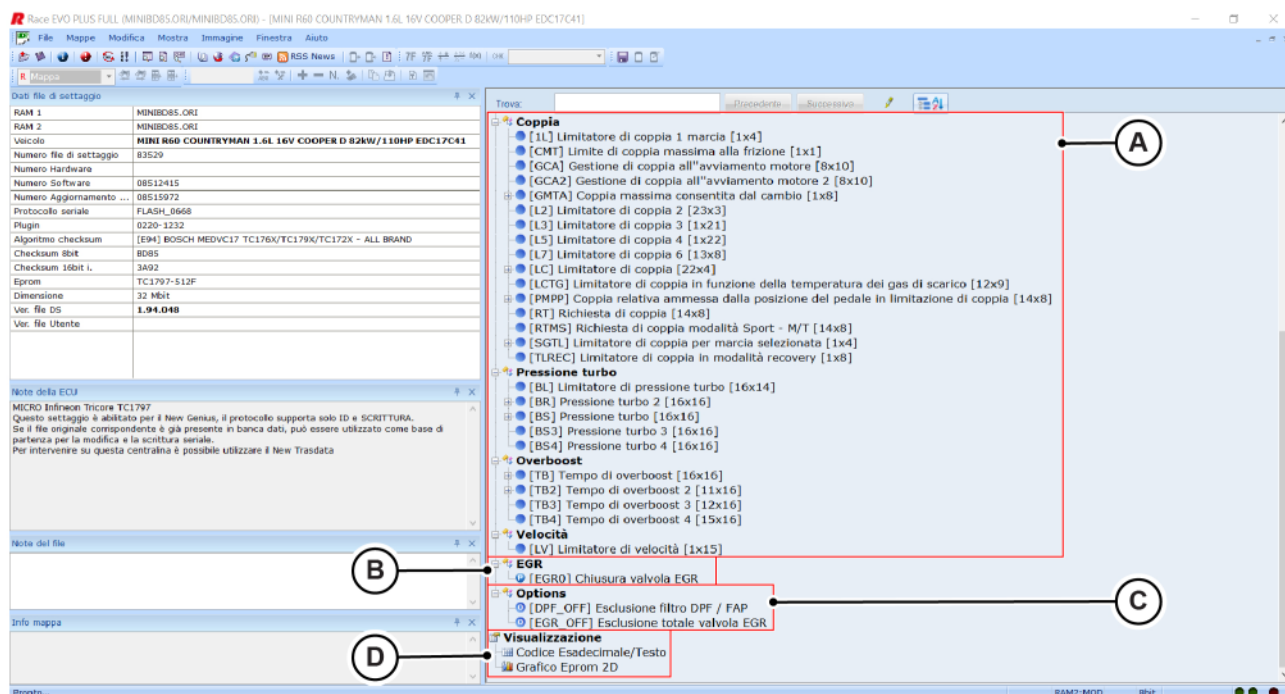 Race EVO PLUS FULL (MINIBD85.ORI/MINIBD85.ORI) - [MINI R60 COUNTRYMAN 1.6L 16V COOPER D 82kW/110HP EDC17C41]
File Mappe Modifica Mostra Immagine Finestra Aiuto
RSS News
R Mappa
Dati file di settaggio
RAM 1 MINIBD85.ORI
RAM 2 MINIBD85.ORI
Veicolo MINI R60 COUNTRYMAN 1.6L 16V COOPER D 82kW/110HP EDC17C41
Numero file di settaggio 83529
Numero Hardware
Numero Software 08512415
Numero Aggiornamento ... 08515972
Protocollo seriale FLASH_0668
Plugin 0220-1232
Algoritmo checksum [E94] BOSCH MEDVC17 TC176X/TC179X/TC172X - ALL BRAND
Checksum 8bit BD85
Checksum 16bit i. 3A92
Eprom TC1797-512F
Dimensione 32 Mbit
Ver. file DS 1.94.048
Ver. file Utente
Note della ECU
MICRO Infineon Tricore TC1797
Questo settaggio è abilitato per il New Genius, il protocollo supporta solo ID e SCRITTURA.
Se il file originale corrispondente è già presente in banca dati, può essere utilizzato come base di
partenza per la modifica e la scrittura seriale.
Per intervenire su questa centralina è possibile utilizzare il New Trasdata
Note del file
Info mappa
Pronto
Trova: Precedente Successivo
Coppia
[1L] Limitatore di coppia 1 marcia [1x4]
[CMT] Limite di coppia massima alla frizione [1x1]
[GCA] Gestione di coppia all''avviamento motore [8x10]
[GCA2] Gestione di coppia all''avviamento motore 2 [8x10]
[GMTA] Coppia massima consentita dal cambio [1x8]
[L2] Limitatore di coppia 2 [23x3]
[L3] Limitatore di coppia 3 [1x21]
[L5] Limitatore di coppia 4 [1x22]
[L7] Limitatore di coppia 6 [13x8]
[LC] Limitatore di coppia [22x4]
[LCTG] Limitatore di coppia in funzione della temperatura dei gas di scarico [12x9]
[PMPP] Coppia relativa ammessa dalla posizione del pedale in limitazione di coppia [14x8]
[RT] Richiesta di coppia [14x8]
[RTMS] Richiesta di coppia modalità Sport - M/T [14x8]
[SGTL] Limitatore di coppia per marcia selezionata [1x4]
[TLREC] Limitatore di coppia in modalità recovery [1x8]
Pressione turbo
[BL] Limitatore di pressione turbo [16x14]
[BR] Pressione turbo 2 [16x16]
[BS] Pressione turbo [16x16]
[BS3] Pressione turbo 3 [16x16]
[BS4] Pressione turbo 4 [16x16]
Overboost
[TB] Tempo di overboost [16x16]
[TB2] Tempo di overboost 2 [11x16]
[TB3] Tempo di overboost 3 [12x16]
[TB4] Tempo di overboost 4 [15x16]
Velocità
[LV] Limitatore di velocità [1x15]
EGR
[EGR0] Chiusura valvola EGR
Options
[DPF_OFF] Esclusione filtro DPF / FAP
[EGR_OFF] Esclusione totale valvola EGR
Visualizzazione
Codice Esadecimale/Testo
Grafico Eprom 2D
A
B
C
D
RAM2:MOD 8bit